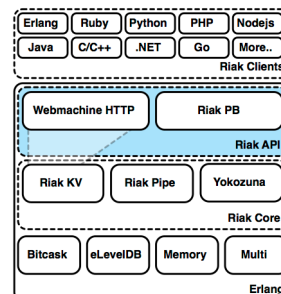 Erlang Ruby Python PHP Nodejs
Java C/C++ .NET Go More..
Riak Clients
Webmachine HTTP Riak PB
Riak API
Riak KV Riak Pipe Yokozuna
Riak Core
Bitcask eLevelDB Memory Multi
Erlang